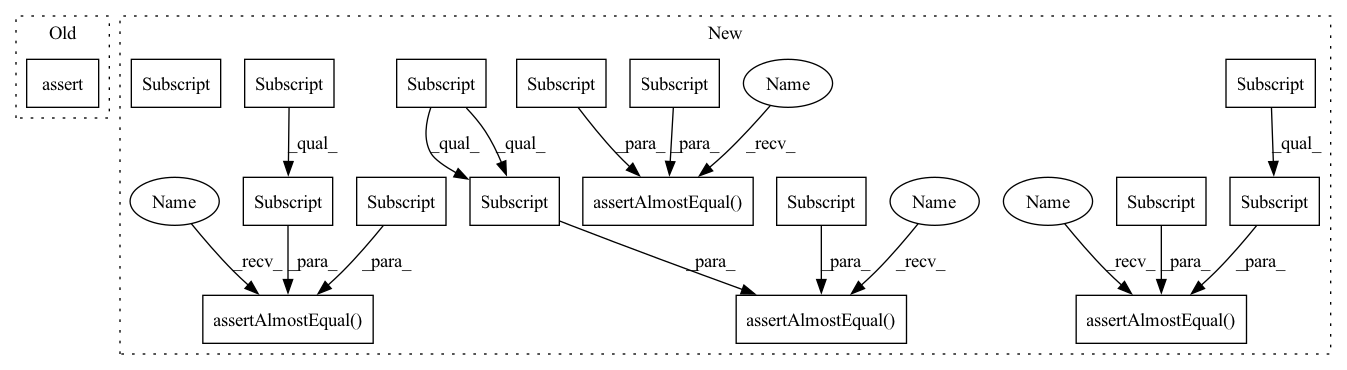 Old
New
assert
Subscript
Subscript
Subscript
Subscript
Subscript
Name
Subscript
_qual_
_qual_
_qual_
_para_
_para_
_recv_
_qual_
Name
Subscript
Subscript
Subscript
assertAlmostEqual()
Subscript
Name
Name
Subscript
Subscript
_recv_
_para_
_para_
_para_
_para_
_recv_
_recv_
_para_
_para_
assertAlmostEqual()
assertAlmostEqual()
assertAlmostEqual()